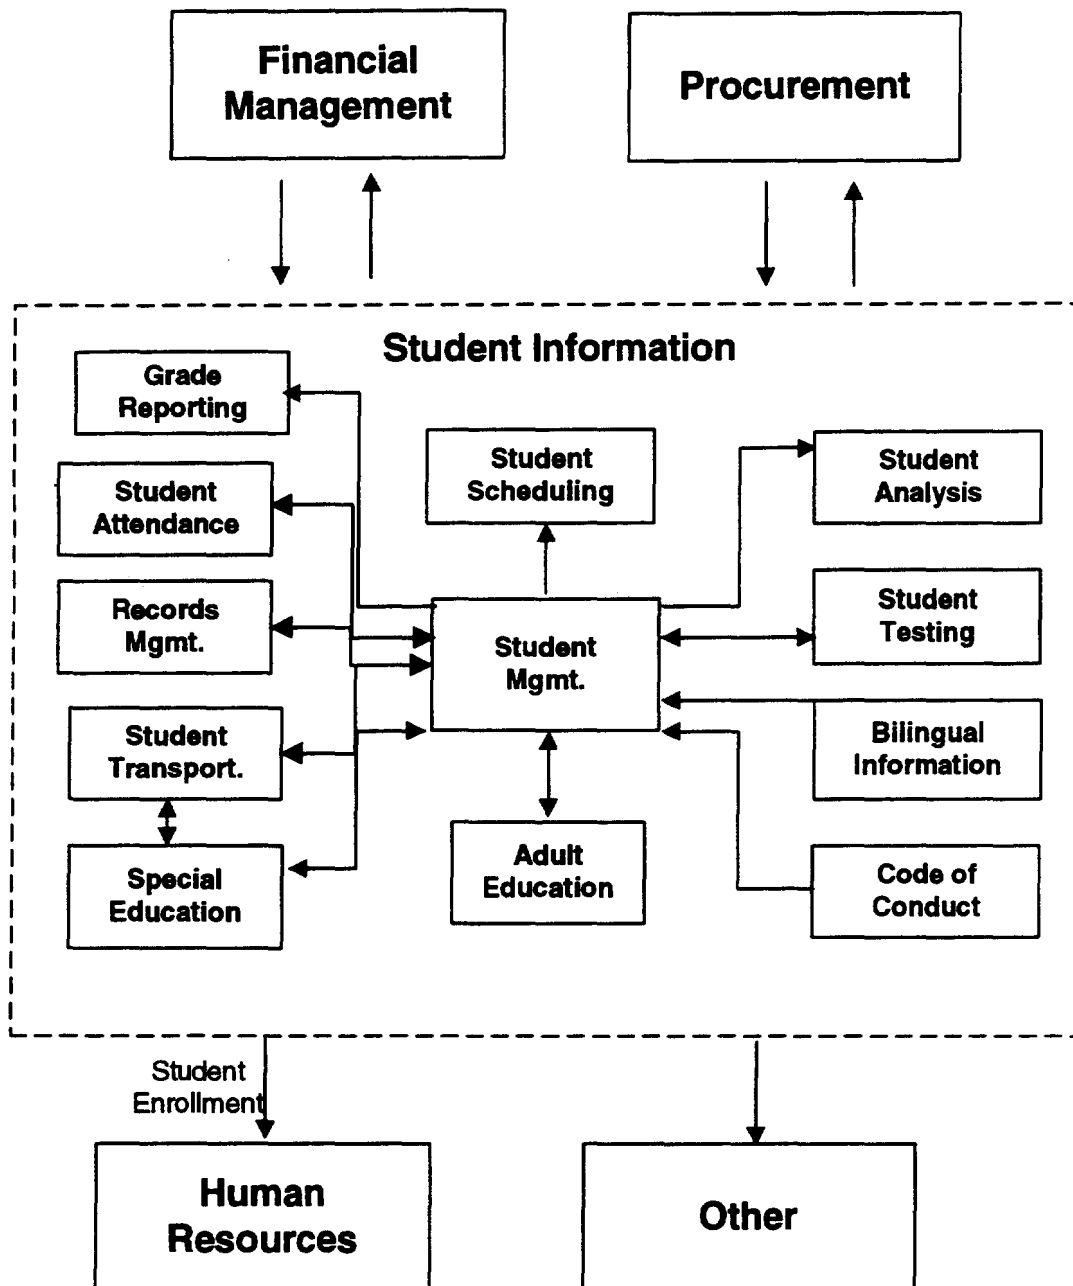 Financial
Management
Procurement
Student Information
Grade
Reporting
Student
Attendance
Records
Mgmt.
Student
Transport.
Special
Education
Student
Scheduling
Student
Mgmt.
Adult
Education
Student
Analysis
Student
Testing
Bilingual
Information
Code of
Conduct
Student
Enrollment
Human
Resources
Other